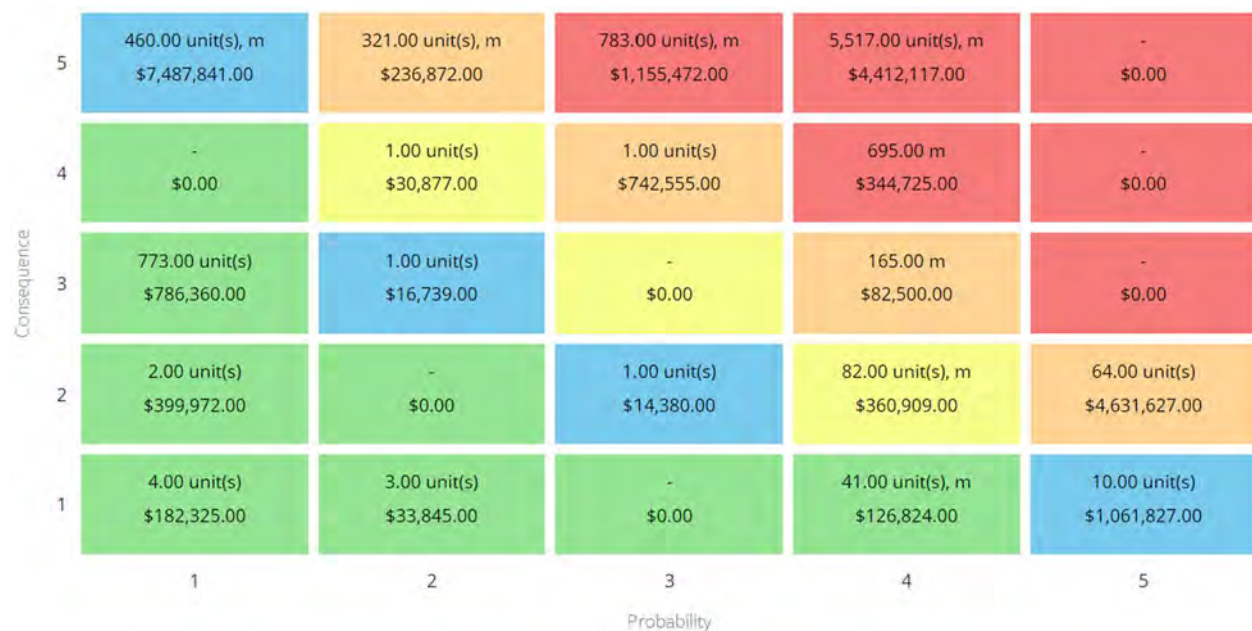 460.00 unit(s), m
321.00 unit(s), m
783.00 unit(s), m
5,517.00 unit(s), m
-
5
$7,487,841.00
$236,872.00
$1,155,472.00
$4,412,117.00
$0.00
-
1.00 unit(s)
1.00 unit(s)
695.00 m
-
4
$0.00
$30,877.00
$742,555.00
$344,725.00
$0.00
Consequence
773.00 unit(s)
1.00 unit(s)
-
165.00 m
-
3
$786,360.00
$16,739.00
$0.00
$82,500.00
$0.00
2.00 unit(s)
-
1.00 unit(s)
82.00 unit(s), m
64.00 unit(s)
2
$399,972.00
$0.00
$14,380.00
$360,909.00
$4,631,627.00
4.00 unit(s)
3.00 unit(s)
-
41.00 unit(s), m
10.00 unit(s)
1
$182,325.00
$33,845.00
$0.00
$126,824.00
$1,061,827.00
1
2
3
4
5
Probability